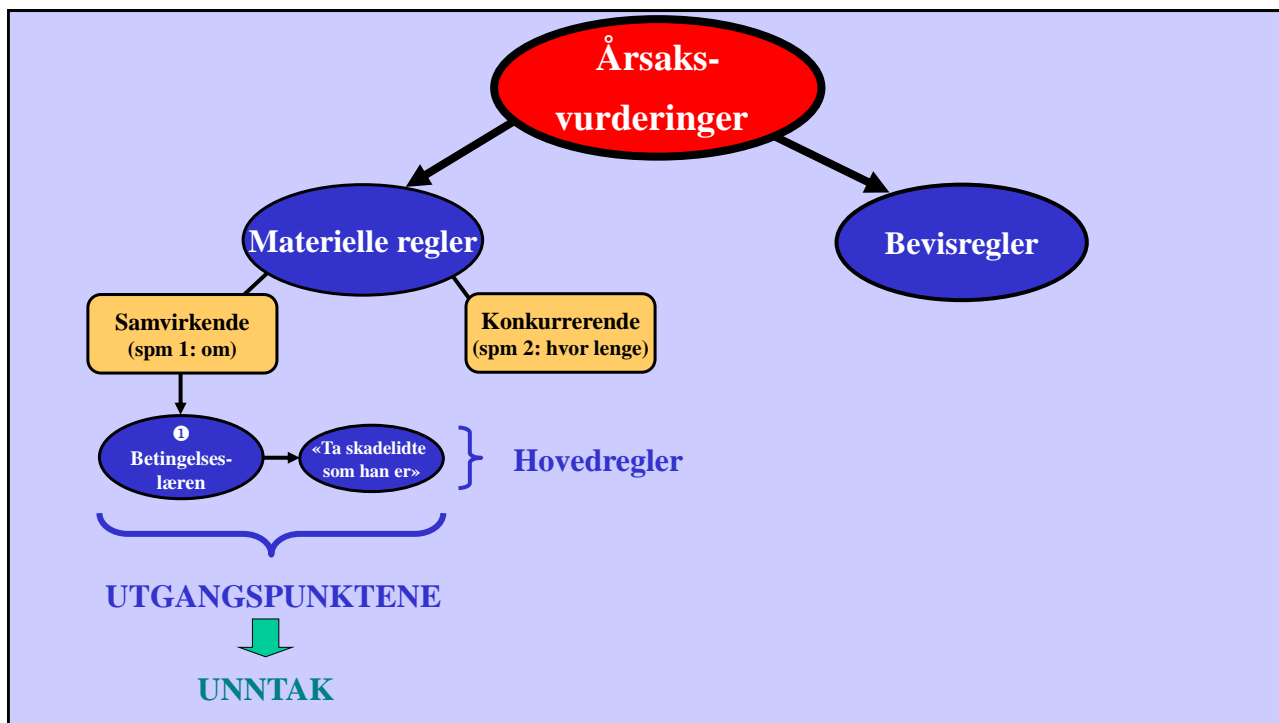 Årsaks-
vurderinger
Materielle regler
Bevisregler
Samvirkende
(spm 1: om)
Konkurrerende
(spm 2: hvor lenge)
❶
Betingelses-
læren
«Ta skadelidte
som han er»
Hovedregler
UTGANGSPUNKTENE
UNNTAK